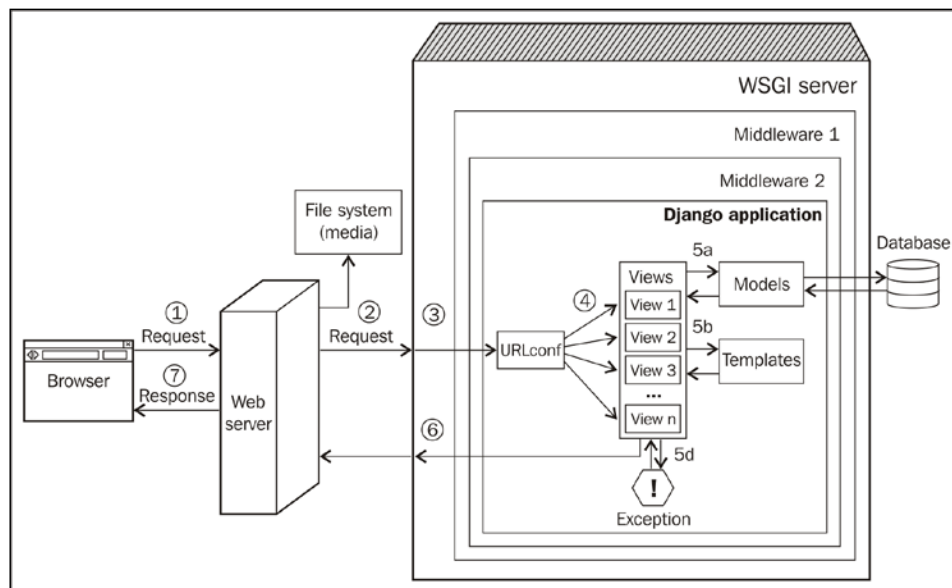 WSGI server
Middleware 1
Middleware 2
Django application
File system
(media)
Database
5a
Views
Models
④
View 1
①
Request
②
Request
③
5b
View 2
URLconf
View 3
Templates
...
Browser
⑦
Response
Web
server
View n
⑥
5d
!
Exception